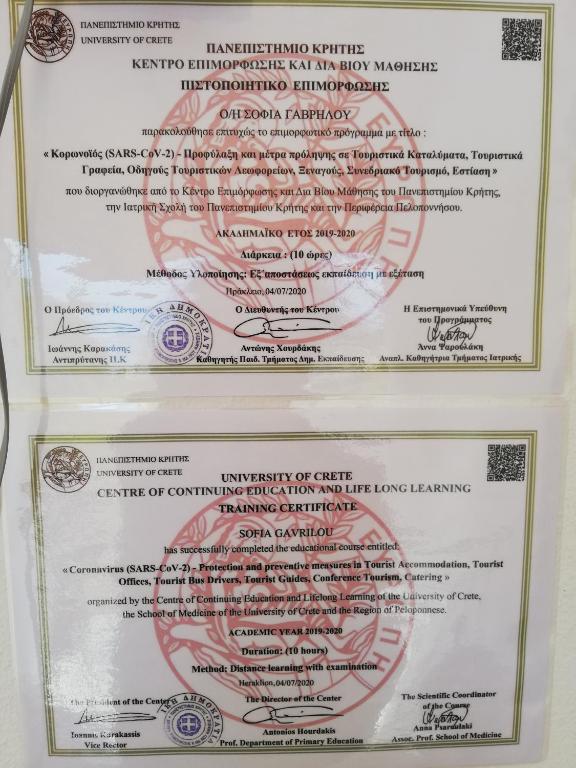 ΠΑΝΕΠΙΣΤΗΜΙΟ ΚΡΗΤΗΣ
UNIVERSITY OF CRETE
ΠΑΝΕΠΙΣΤΗΜΙΟ ΚΡΗΤΗΣ
ΚΕΝΤΡΟ ΕΠΙΜΟΡΦΩΣΗΣ ΚΑΙ ΔΙΑ ΒΙΟΥ ΜΑΘΗΣΗΣ
ΠΙΣΤΟΠΟΙΗΤΙΚΟ ΕΠΙΜΟΡΦΩΣΗΣ
Ο/Η ΣΟΦΙΑ ΓΑΒΡΗΛΟΥ
παρακολούθησε επιτυχώς το επιμορφωτικό πρόγραμμα με τίτλο :
« Κορωνοϊός (SARS-CoV-2) - Προφύλαξη και μέτρα πρόληψης σε Τουριστικά Καταλύματα, Τουριστικά
Γραφεία, Οδηγούς Τουριστικών Λεωφορείων, Ξεναγούς, Συνεδριακό Τουρισμό, Εστίαση »
που διοργανώθηκε από το Κέντρο Επιμόρφωσης και Δια Βίου Μάθησης του Πανεπιστημίου Κρήτης,
την Ιατρική Σχολή του Πανεπιστημίου Κρήτης και την Περιφέρεια Πελοποννήσου.
ΑΚΑΔΗΜΑΪΚΟ ΕΤΟΣ 2019-2020
Διάρκεια : (10 ώρες)
Μέθοδος Υλοποίησης: Εξ΄αποστάσεως εκπαίδευση με εξέταση
Ηράκλειο, 04/07/2020
Ο Πρόεδρος του Κέντρου Ο Διευθυντής του Κέντρου Η Επιστημονικά Υπεύθυνη
του Προγράμματος
Ιωάννης Καρακάσης Αντώνης Χουρδάκης Άννα Ψαρουλάκη
Αντιπρύτανης Π.Κ Καθηγητής Παιδ. Τμήματος Δημ. Εκπαίδευσης Αναπλ. Καθηγήτρια Τμήματος Ιατρικής
ΠΑΝΕΠΙΣΤΗΜΙΟ ΚΡΗΤΗΣ
UNIVERSITY OF CRETE
UNIVERSITY OF CRETE
CENTRE OF CONTINUING EDUCATION AND LIFE LONG LEARNING
TRAINING CERTIFICATE
SOFIA GAVRILOU
has successfully completed the educational course entitled:
« Coronavirus (SARS-CoV-2) - Protection and preventive measures in Tourist Accommodation, Tourist
Offices, Tourist Bus Drivers, Tourist Guides, Conference Tourism, Catering »
organized by the Centre of Continuing Education and Lifelong Learning of the University of Crete,
the School of Medicine of the University of Crete and the Region of Peloponnese.
ACADEMIC YEAR 2019-2020
Duration: (10 hours)
Method: Distance learning with examination
Heraklion, 04/07/2020
The President of the Center The Director of the Center The Scientific Coordinator
of the Course
Ioannis Karakassis Antonios Hourdakis Anna Psaroulaki
Vice Rector Prof. Department of Primary Education Assoc. Prof. School of Medicine